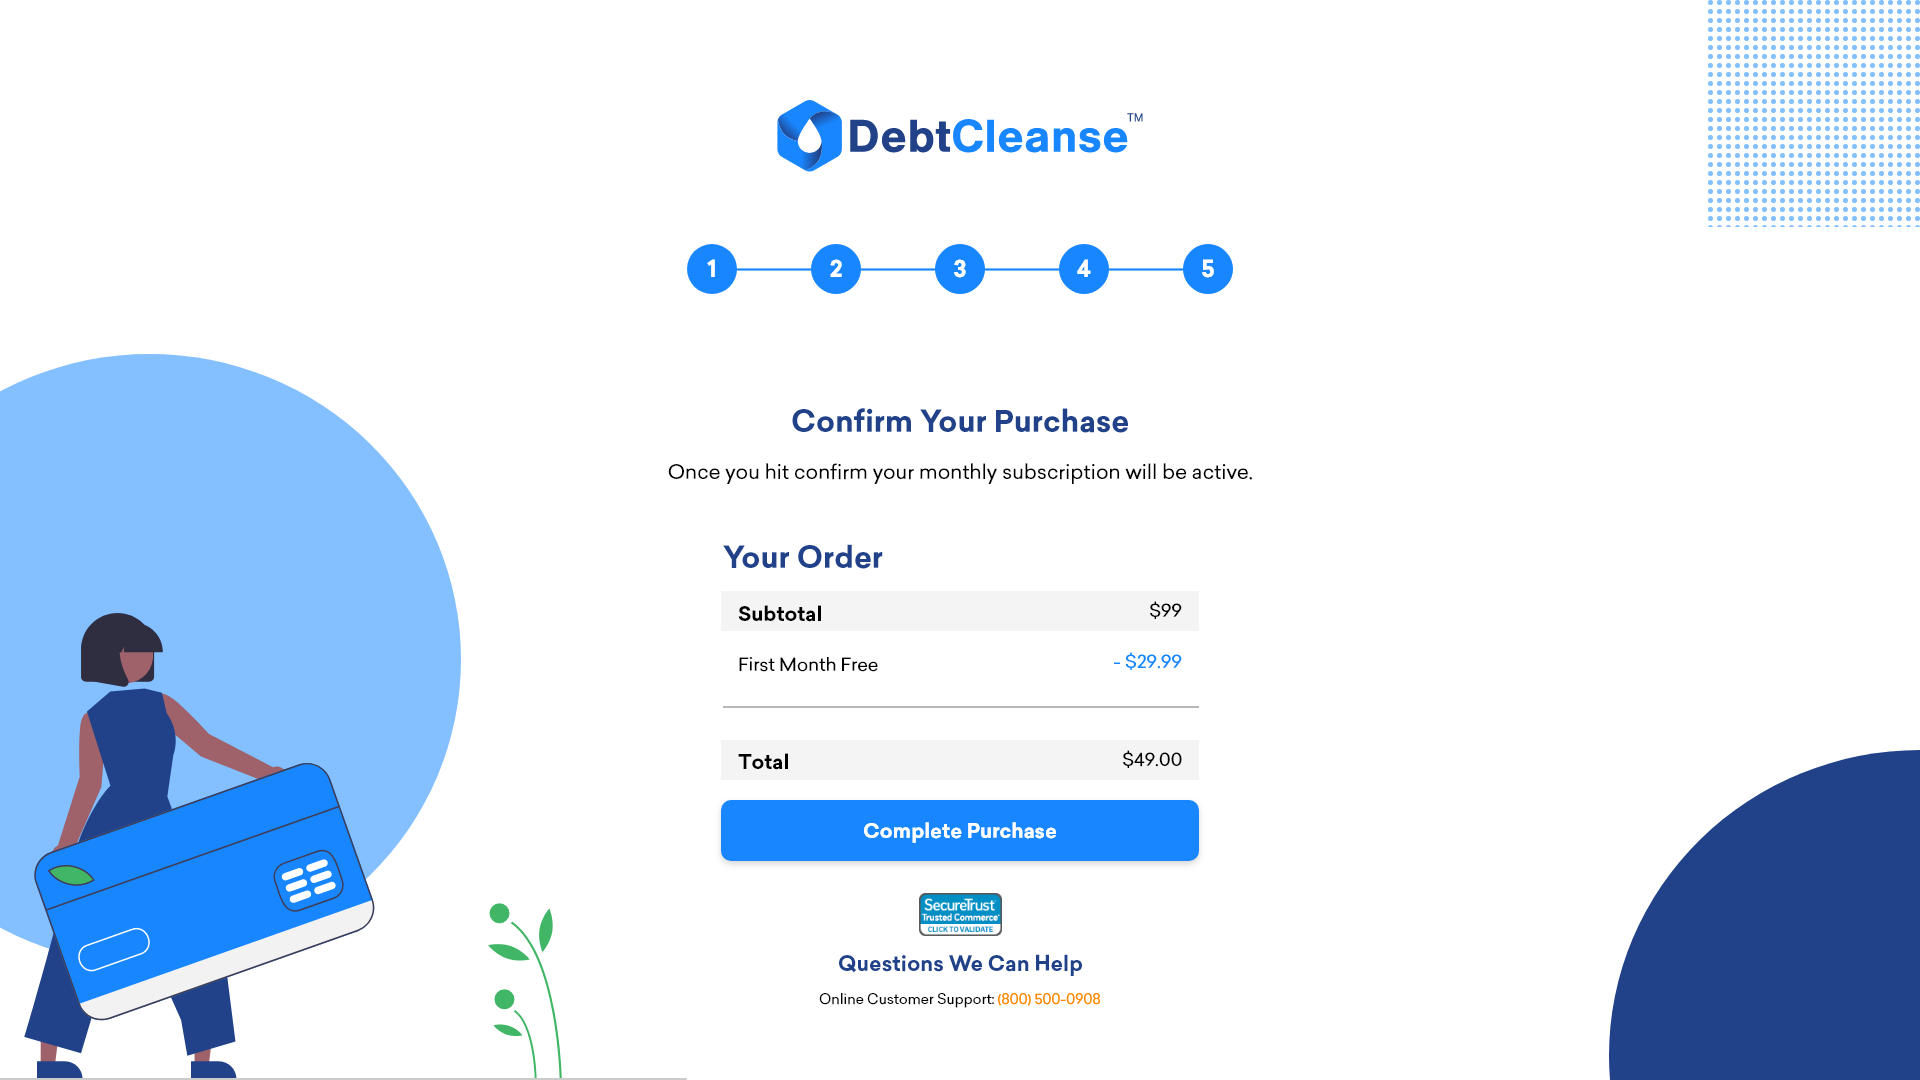 DebtCleanse™
1 2 3 4 5
Confirm Your Purchase
Once you hit confirm your monthly subscription will be active.
Your Order
Subtotal $99
First Month Free - $29.99
Total $49.00
Complete Purchase
SecureTrust
Trusted Commerce
CLICK TO VALIDATE
Questions We Can Help
Online Customer Support: (800) 500-0908